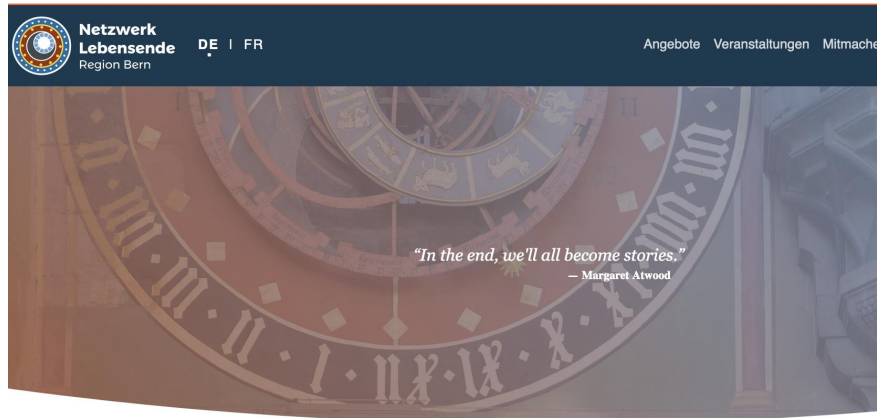 Netzwerk
Lebensende
Region Bern
DE | FR
Angebote Veranstaltungen Mitmache
“In the end, we'll all become stories.”
— Margaret Atwood